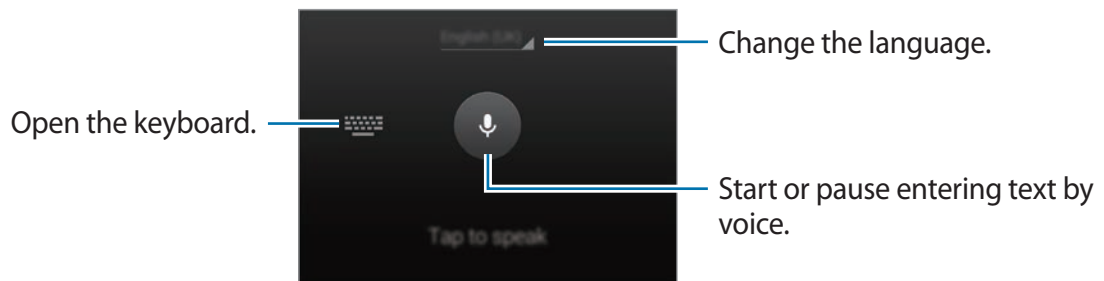 English (UK)
Change the language.
Open the keyboard.
Start or pause entering text by
voice.
Tap to speak